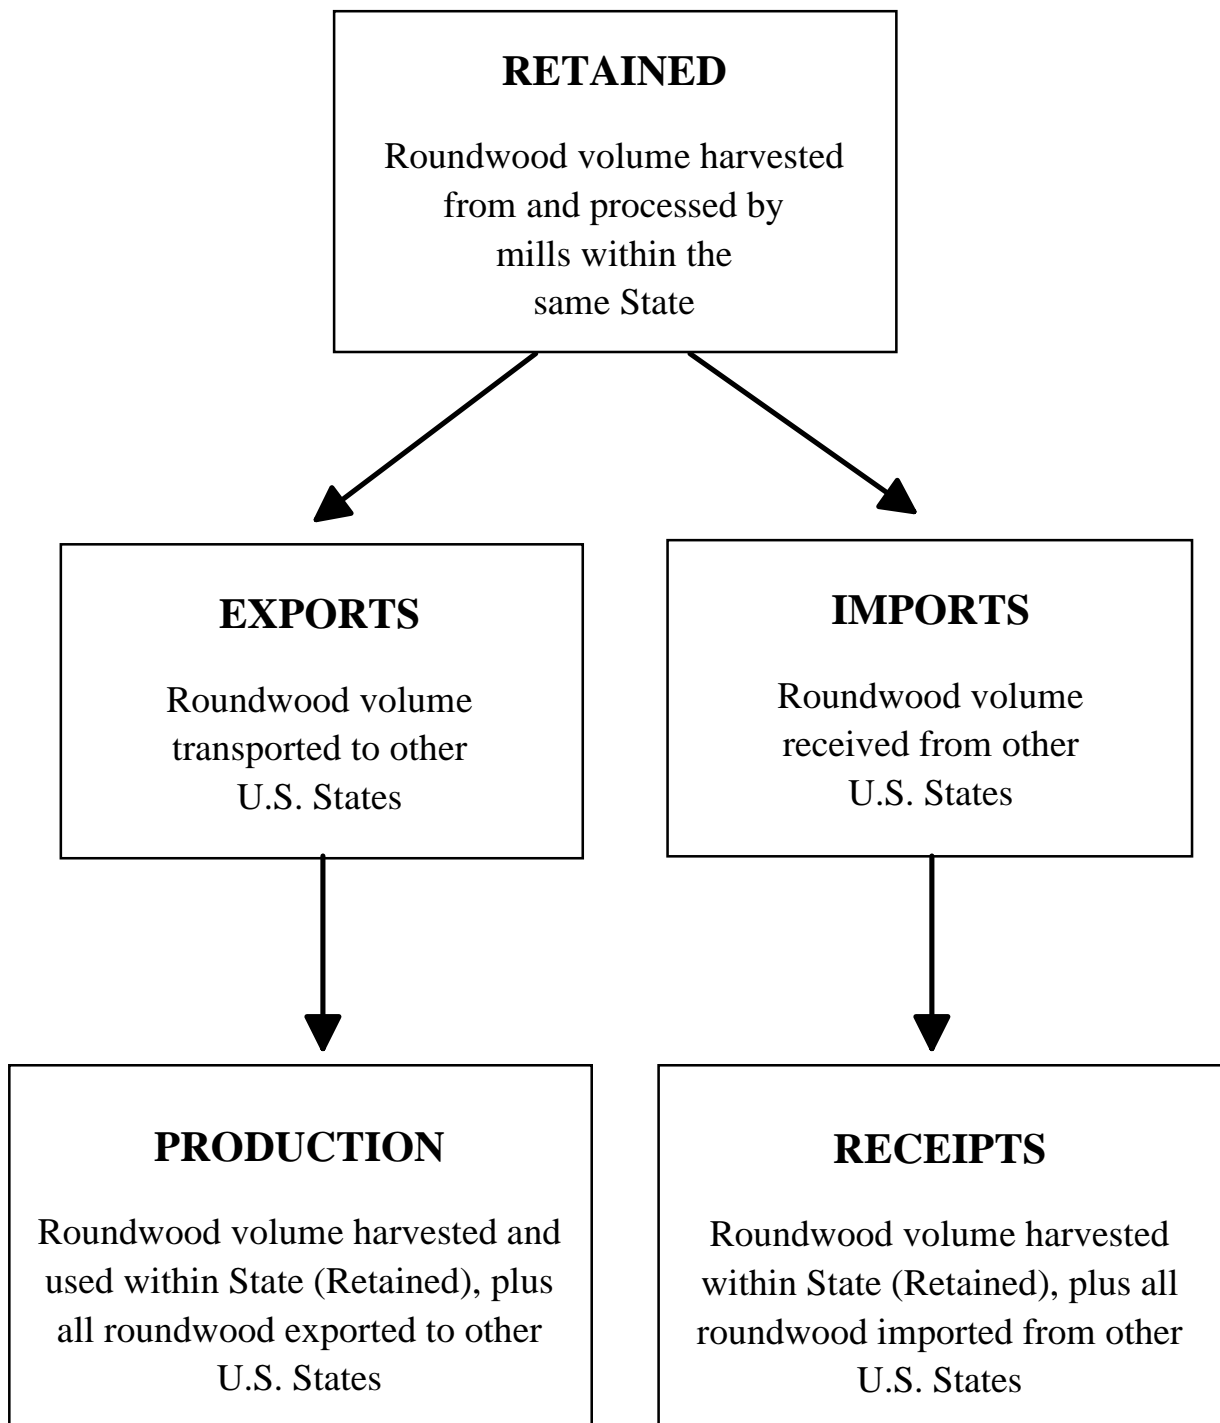 RETAINED
Roundwood volume harvested
from and processed by
mills within the
same State
EXPORTS
Roundwood volume
transported to other
U.S. States
IMPORTS
Roundwood volume
received from other
U.S. States
PRODUCTION
Roundwood volume harvested and
used within State (Retained), plus
all roundwood exported to other
U.S. States
RECEIPTS
Roundwood volume harvested
within State (Retained), plus all
roundwood imported from other
U.S. States